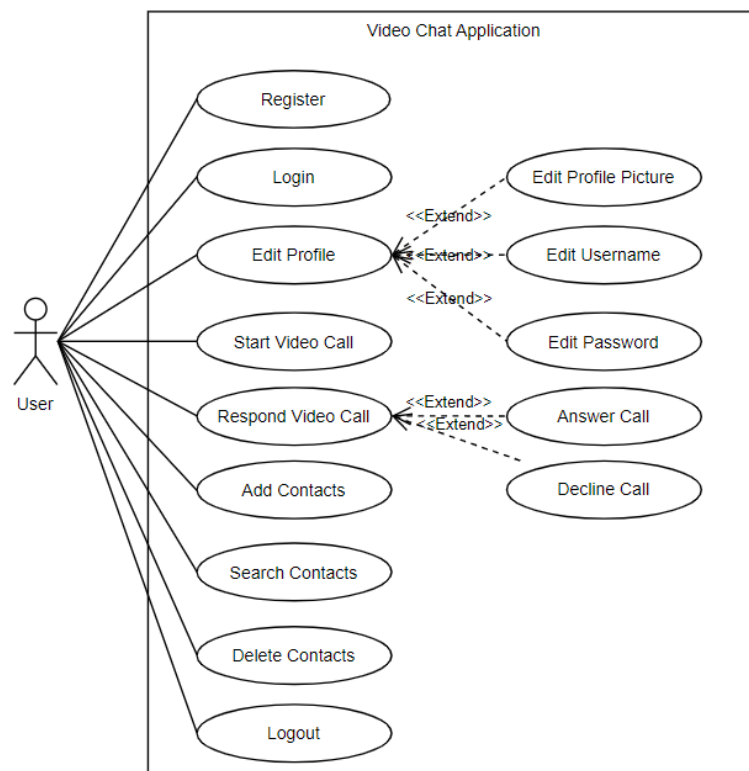 Video Chat Application
Register
Login
Edit Profile Picture
<<Extend>>
Edit Profile
<<Extend>>
Edit Username
<<Extend>>
Start Video Call
Edit Password
User
Respond Video Call
<<Extend>>
<<Extend>>
Answer Call
Add Contacts
Decline Call
Search Contacts
Delete Contacts
Logout